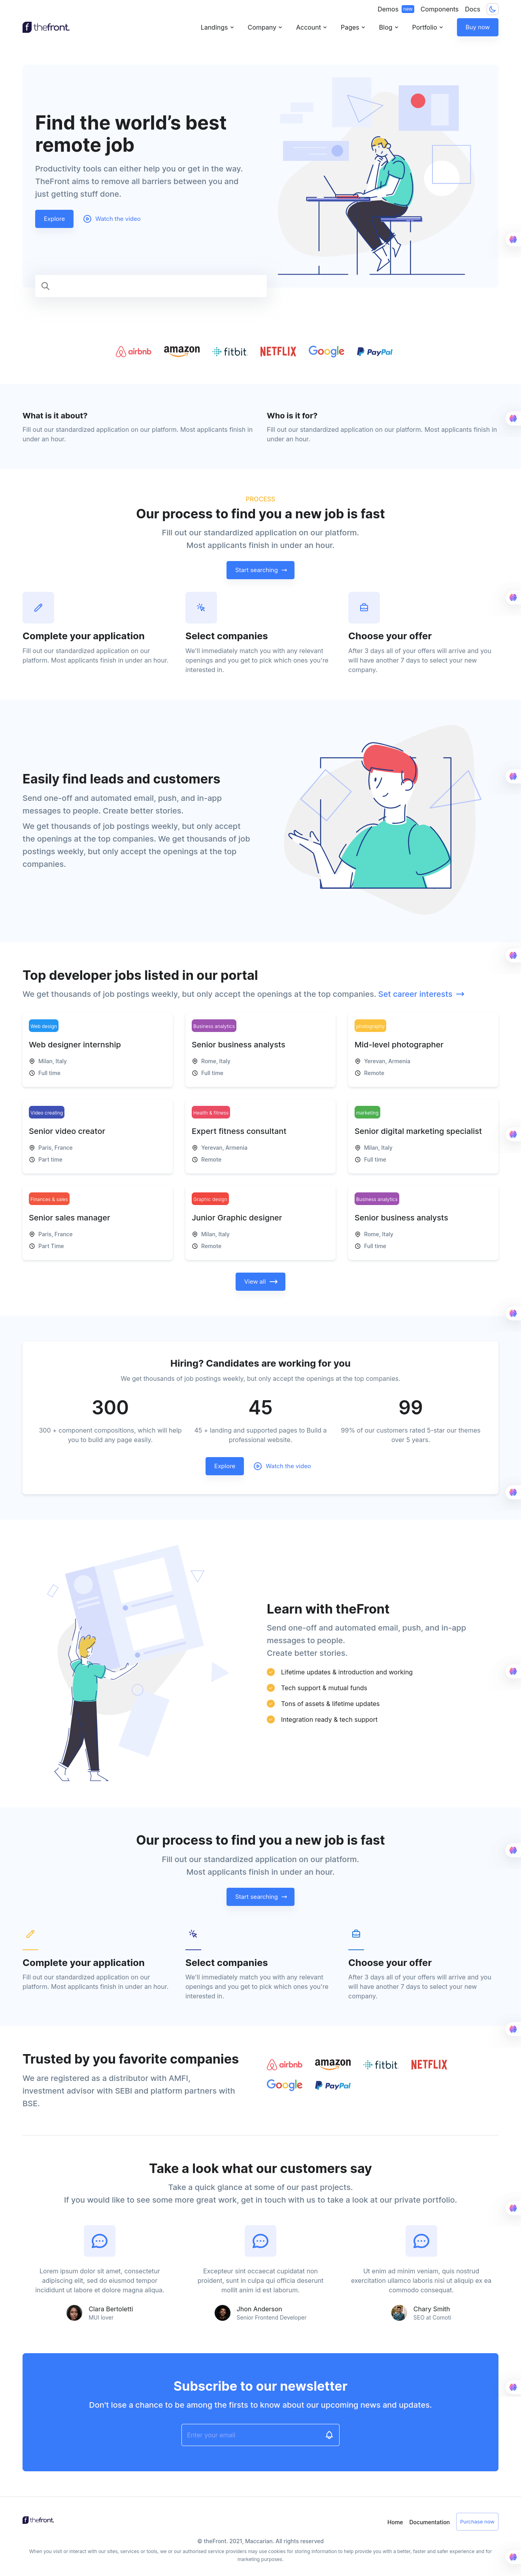 Demos new Components Docs
thefront.
Landings Company Account Pages Blog Portfolio Buy now
Find the world's best
remote job
Productivity tools can either help you or get in the way.
TheFront aims to remove all barriers between you and
just getting stuff done.
Explore Watch the video
airbnb amazon fitbit NETFLIX Google PayPal
What is it about?
Fill out our standardized application on our platform. Most applicants finish in
under an hour.
Who is it for?
Fill out our standardized application on our platform. Most applicants finish in
under an hour.
PROCESS
Our process to find you a new job is fast
Fill out our standardized application on our platform.
Most applicants finish in under an hour.
Start searching
Complete your application
Fill out our standardized application on our
platform. Most applicants finish in under an hour.
Select companies
We'll immediately match you with any relevant
openings and you get to pick which ones you're
interested in.
Choose your offer
After 3 days all of your offers will arrive and you
will have another 7 days to select your new
company.
Easily find leads and customers
Send one-off and automated email, push, and in-app
messages to people. Create better stories.
We get thousands of job postings weekly, but only accept
the openings at the top companies. We get thousands of job
postings weekly, but only accept the openings at the top
companies.
Top developer jobs listed in our portal
We get thousands of job postings weekly, but only accept the openings at the top companies. Set career interests
Web design
Web designer internship
Milan, Italy
Full time
Business analytics
Senior business analysts
Rome, Italy
Full time
photography
Mid-level photographer
Yerevan, Armenia
Remote
Video creating
Senior video creator
Paris, France
Part time
Health & fitness
Expert fitness consultant
Yerevan, Armenia
Remote
marketing
Senior digital marketing specialist
Milan, Italy
Full time
Finances & sales
Senior sales manager
Paris, France
Part Time
Graphic design
Junior Graphic designer
Milan, Italy
Remote
Business analytics
Senior business analysts
Rome, Italy
Full time
View all
Hiring? Candidates are working for you
We get thousands of job postings weekly, but only accept the openings at the top companies.
300
300 + component compositions, which will help
you to build any page easily.
45
45 + landing and supported pages to Build a
professional website.
99
99% of our customers rated 5-star our themes
over 5 years.
Explore Watch the video
Learn with theFront
Send one-off and automated email, push, and in-app
messages to people.
Create better stories.
Lifetime updates & introduction and working
Tech support & mutual funds
Tons of assets & lifetime updates
Integration ready & tech support
Our process to find you a new job is fast
Fill out our standardized application on our platform.
Most applicants finish in under an hour.
Start searching
Complete your application
Fill out our standardized application on our
platform. Most applicants finish in under an hour.
Select companies
We'll immediately match you with any relevant
openings and you get to pick which ones you're
interested in.
Choose your offer
After 3 days all of your offers will arrive and you
will have another 7 days to select your new
company.
Trusted by you favorite companies
We are registered as a distributor with AMFI,
investment advisor with SEBI and platform partners with
BSE.
airbnb amazon fitbit NETFLIX
Google PayPal
Take a look what our customers say
Take a quick glance at some of our past projects.
If you would like to see some more great work, get in touch with us to take a look at our private portfolio.
Lorem ipsum dolor sit amet, consectetur
adipiscing elit, sed do eiusmod tempor
incididunt ut labore et dolore magna aliqua.
Clara Bertoletti
MUI lover
Excepteur sint occaecat cupidatat non
proident, sunt in culpa qui officia deserunt
mollit anim id est laborum.
Jhon Anderson
Senior Frontend Developer
Ut enim ad minim veniam, quis nostrud
exercitation ullamco laboris nisi ut aliquip ex ea
commodo consequat.
Chary Smith
SEO at Comoti
Subscribe to our newsletter
Don't lose a chance to be among the firsts to know about our upcoming news and updates.
Enter your email
thefront.
Home Documentation Purchase now
© theFront. 2021, Maccarian. All rights reserved
When you visit or interact with our sites, services or tools, we or our authorised service providers may use cookies for storing information to help provide you with a better, faster and safer experience and for
marketing purposes.